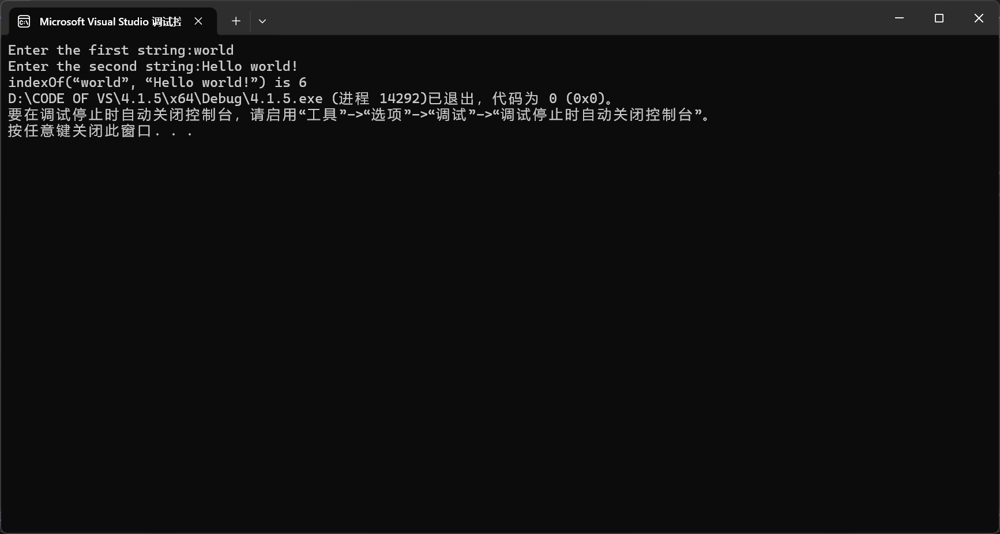 Microsoft Visual Studio 调试控
Enter the first string:world
Enter the second string:Hello world!
indexOf(“world”, “Hello world!”) is 6
D:\CODE OF VS\4.1.5\x64\Debug\4.1.5.exe (进程 14292)已退出，代码为 0 (0x0)。
要在调试停止时自动关闭控制台，请启用“工具”->“选项”->“调试”->“调试停止时自动关闭控制台”。
按任意键关闭此窗口. . .